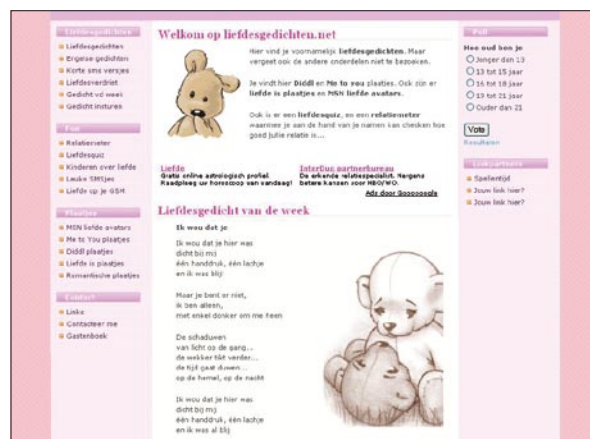 Liefdesgedichten
Liefdesgedichten
Engelse gedichten
Korte sms versjes
Liefdesverdriet
Gedicht vd week
Gedicht insturen
Fun
Relatiemeter
Liefdesquiz
Kinderen over liefde
Leuke SMSjes
Liefde op je GSM
Plaatjes
MSN liefde avatars
Me to You plaatjes
Diddl plaatjes
Liefde is plaatjes
Romantische plaatjes
Contact
Links
Contacteer me
Gastenboek
Welkom op liefdesgedichten.net
Hier vind je voornamelijk liefdesgedichten. Maar
vergeet ook de andere onderdelen niet te bezoeken.
Je vindt hier Diddl en Me to you plaatjes. Ook zijn er
liefde is plaatjes en MSN liefde avatars.
Ook is er een liefdesquiz, en een relatiemeter
waarmee je aan de hand van je namen kan checken hoe
goed jullie relatie is...
Liefde
Gratis online astrologisch profiel.
Raadpleeg uw horoscoop van vandaag!
InterDuo partnerbureau
De erkende relatiespecialist. Nergens
betere kansen voor HBO/WO.
Ads door Goooooogle
Liefdesgedicht van de week
Ik wou dat je
Ik wou dat je hier was
dicht bij mij
één handdruk, één lachje
en ik was blij
Maar je bent er niet,
ik ben alleen,
met enkel donker om me heen
De schaduwen
van licht op de gang...
de wekker tikt verder...
de tijd gaat duwen...
op de hemel, op de nacht
Ik wou dat je hier was
dicht bij mij
één handdruk, één lachje
en ik was al blij
Poll
Hoe oud ben je
Jonger dan 13
13 tot 15 jaar
16 tot 18 jaar
19 tot 21 jaar
Ouder dan 21
Vote
Resultaten
Linkpartners
Spellentijd
Jouw link hier?
Jouw link hier?